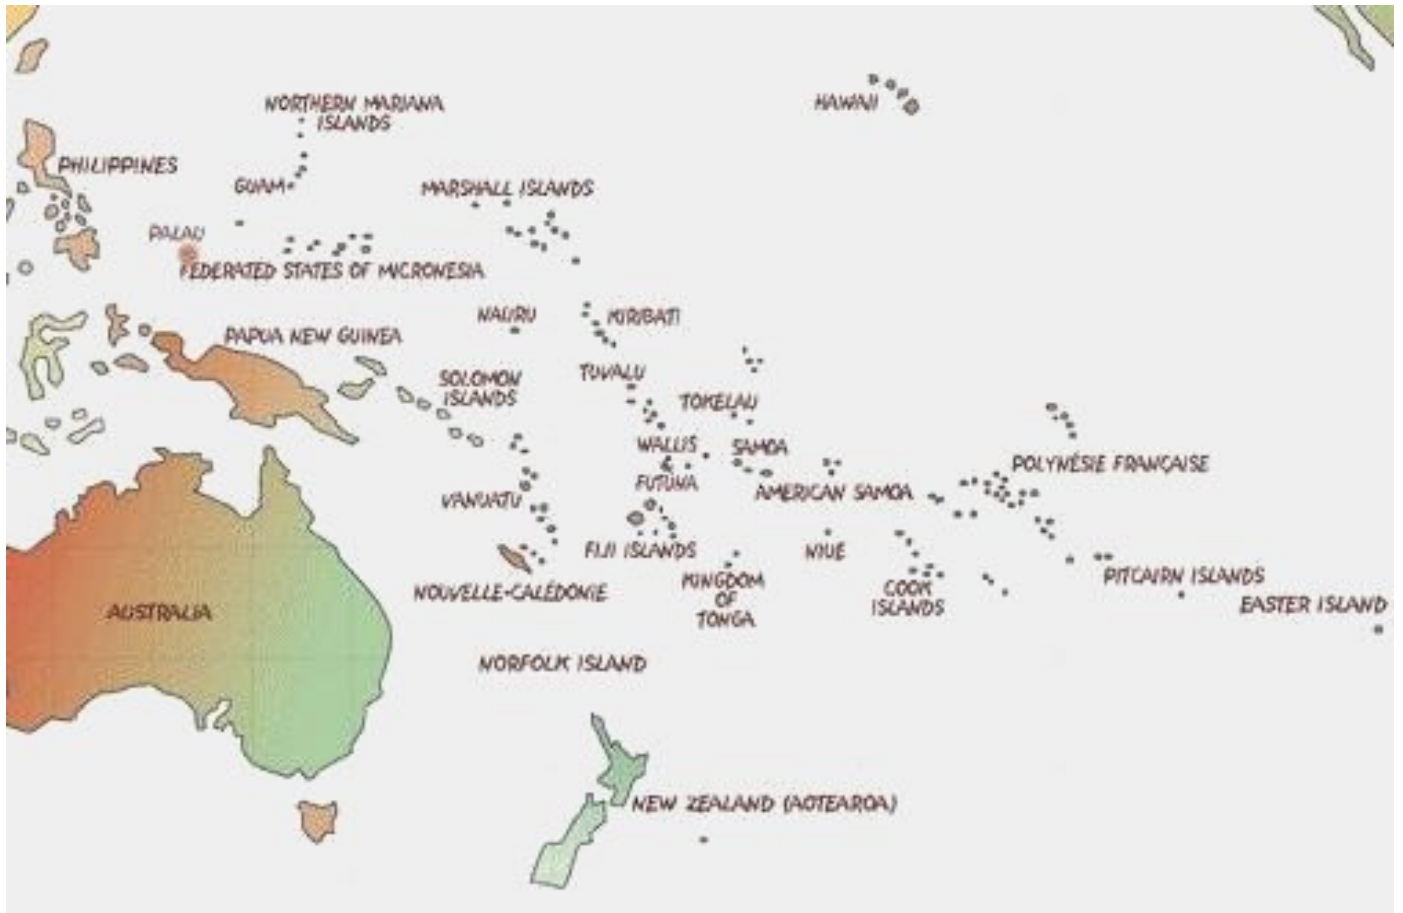 NORTHERN MARIANA
ISLANDS
HAWAII
PHILIPPINES
GUAM
MARSHALL ISLANDS
PALAU
FEDERATED STATES OF MICRONESIA
NAURU
KIRIBATI
PAPUA NEW GUINEA
SOLOMON
ISLANDS
TUVALU
TOKELAU
WALLIS
SAMOA
POLYNÉSIE FRANÇAISE
FUTUNA
AMERICAN SAMOA
VANUATU
FIJI ISLANDS
NIUE
KINGDOM
OF
TONGA
COOK
ISLANDS
PITCAIRN ISLANDS
NOUVELLE-CALÉDONIE
EASTER ISLAND
AUSTRALIA
NORFOLK ISLAND
NEW ZEALAND (AOTEAROA)